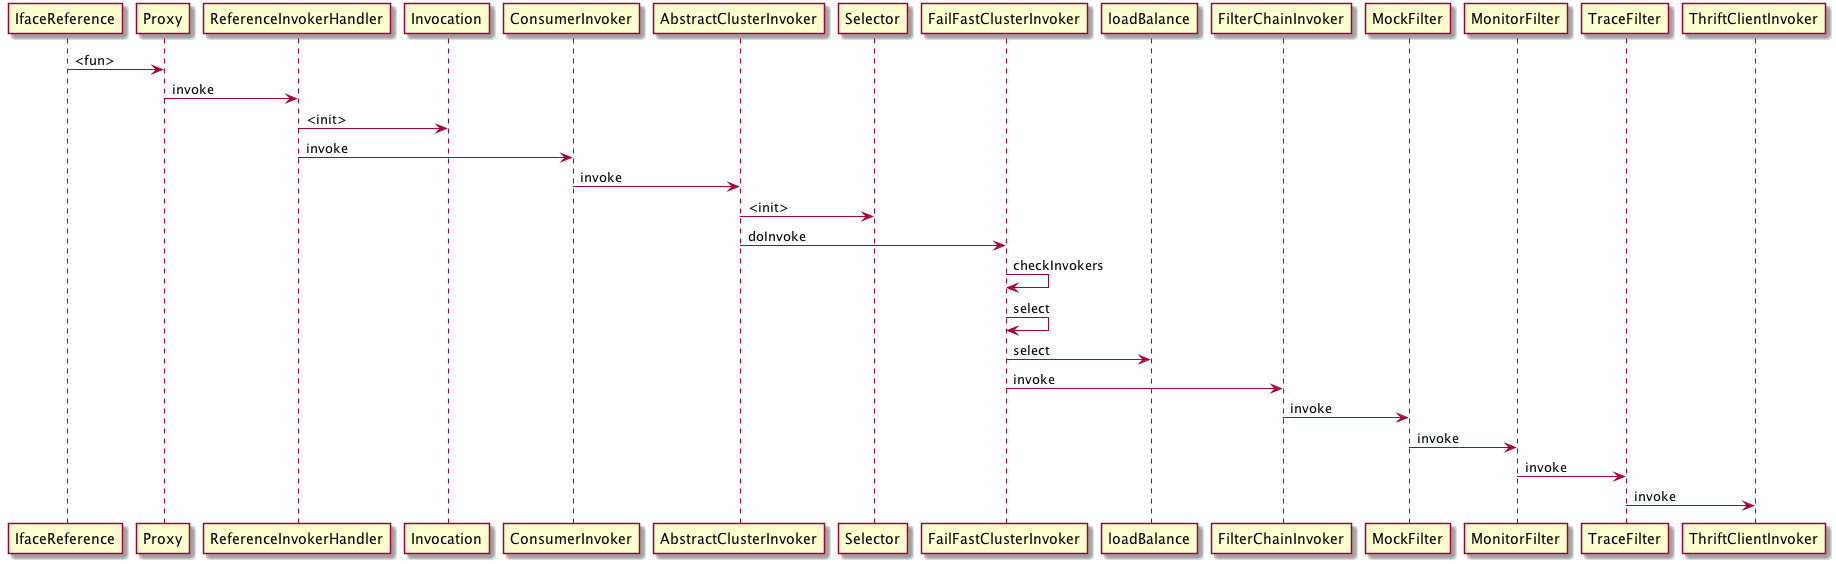 IfaceReference Proxy ReferenceInvokerHandler Invocation ConsumerInvoker AbstractClusterInvoker Selector FailFastClusterInvoker loadBalance FilterChainInvoker MockFilter MonitorFilter TraceFilter ThriftClientInvoker
<fun>
invoke
<init>
invoke
invoke
<init>
doInvoke
checkInvokers
select
select
invoke
invoke
invoke
invoke
invoke
IfaceReference Proxy ReferenceInvokerHandler Invocation ConsumerInvoker AbstractClusterInvoker Selector FailFastClusterInvoker loadBalance FilterChainInvoker MockFilter MonitorFilter TraceFilter ThriftClientInvoker